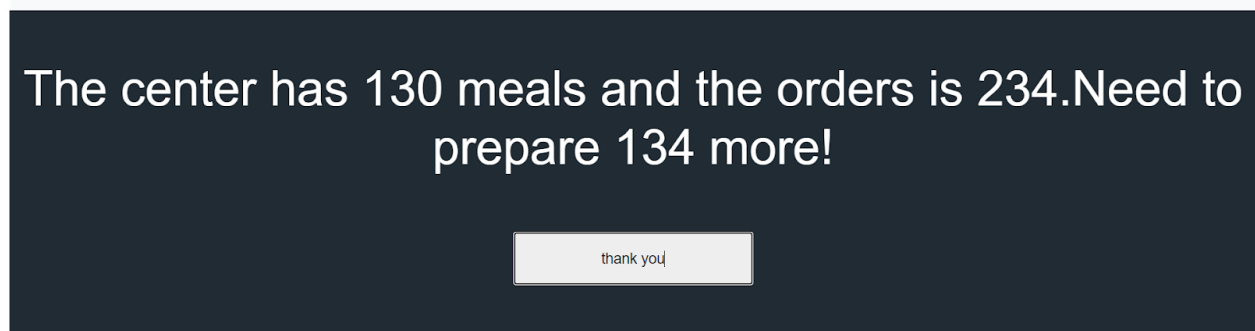 The center has 130 meals and the orders is 234.Need to
prepare 134 more!
thank you